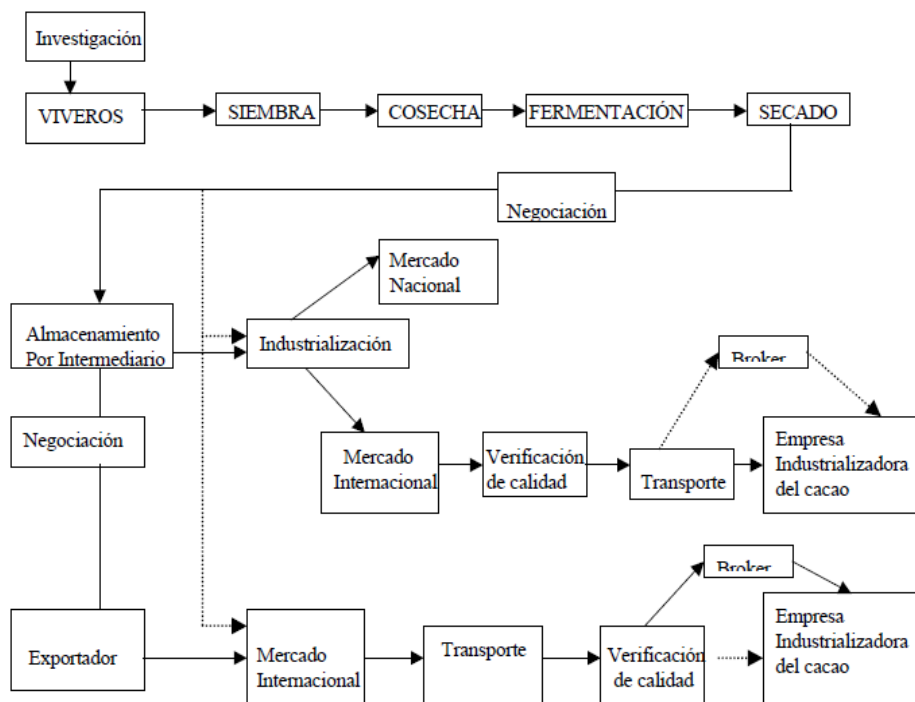 Investigación
VIVEROS
SIEMBRA
COSECHA
FERMENTACIÓN
SECADO
Negociación
Mercado
Nacional
Almacenamiento
Por Intermediario
Industrialización
Broker
Negociación
Mercado
Internacional
Verificación
de calidad
Transporte
Empresa
Industrializadora
del cacao
Broker
Exportador
Mercado
Internacional
Transporte
Verificación
de calidad
Empresa
Industrializadora
del cacao